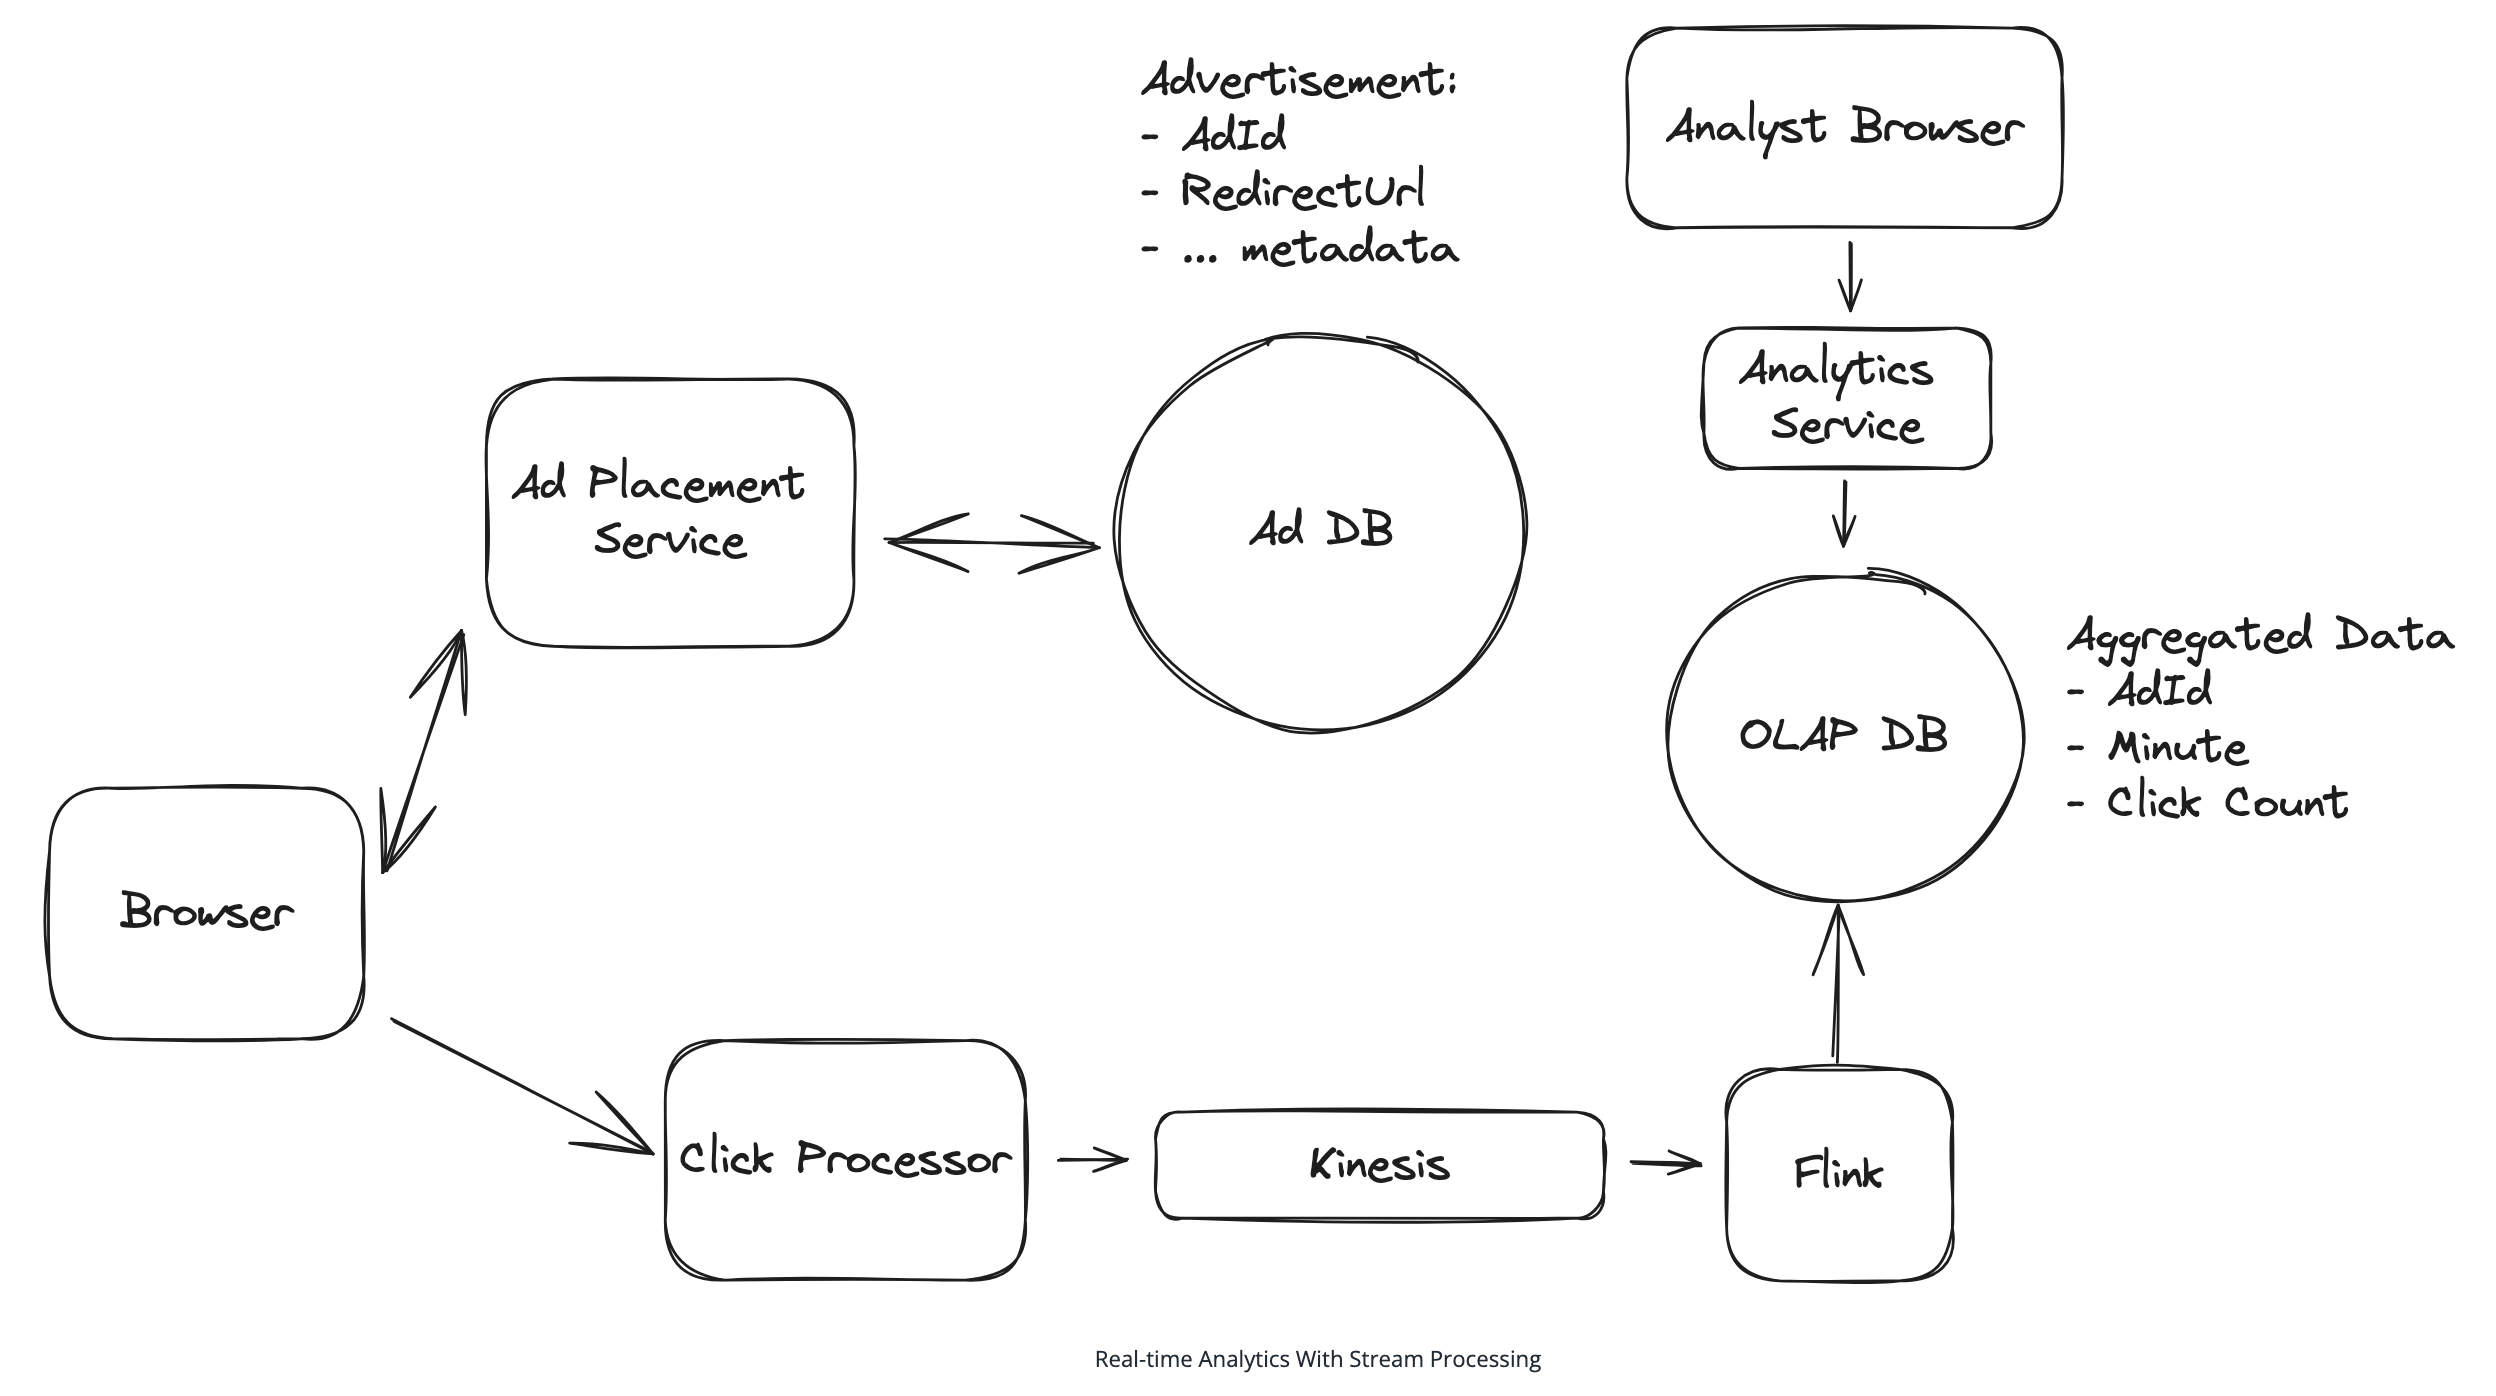 Advertisement:
- AdId
- RedirectUrl
- ... metadata
Analyst Browser
Analytics
Service
Ad Placement
Service
Ad DB
OLAP DB
Aggregated Data
- AdId
- Minute
- Click Count
Browser
Click Processor
Kinesis
Flink
Real-time Analytics With Stream Processing